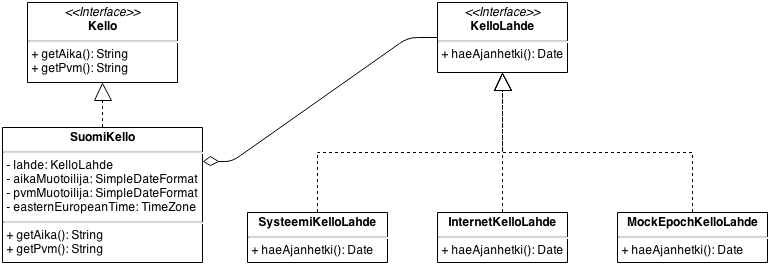 <<Interface>>
Kello
+ getAika(): String
+ getPvm(): String
<<Interface>>
KelloLahde
+ haeAjanhetki(): Date
SuomiKello
- lahde: KelloLahde
- aikaMuotoilija: SimpleDateFormat
- pvmMuotoilija: SimpleDateFormat
- easternEuropeanTime: TimeZone
+ getAika(): String
+ getPvm(): String
SysteemiKelloLahde
+ haeAjanhetki(): Date
InternetKelloLahde
+ haeAjanhetki(): Date
MockEpochKelloLahde
+ haeAjanhetki(): Date